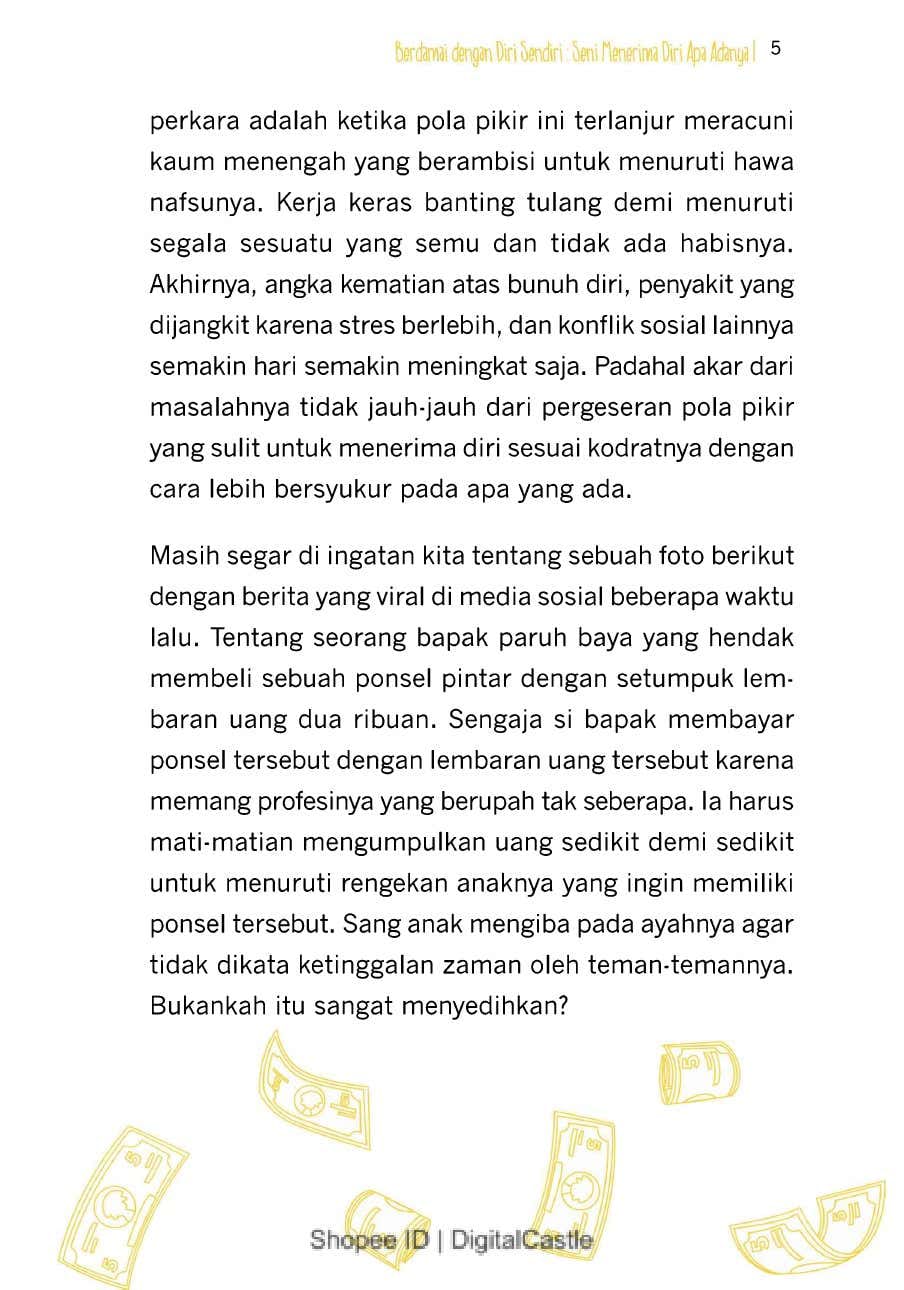 Berdamai dengan Diri Sendiri : Seni Menerima Diri Apa Adanya | 5
perkara adalah ketika pola pikir ini terlanjur meracuni
kaum menengah yang berambisi untuk menuruti hawa
nafsunya. Kerja keras banting tulang demi menuruti
segala sesuatu yang semu dan tidak ada habisnya.
Akhirnya, angka kematian atas bunuh diri, penyakit yang
dijangkit karena stres berlebih, dan konflik sosial lainnya
semakin hari semakin meningkat saja. Padahal akar dari
masalahnya tidak jauh-jauh dari pergeseran pola pikir
yang sulit untuk menerima diri sesuai kodratnya dengan
cara lebih bersyukur pada apa yang ada.
Masih segar di ingatan kita tentang sebuah foto berikut
dengan berita yang viral di media sosial beberapa waktu
lalu. Tentang seorang bapak paruh baya yang hendak
membeli sebuah ponsel pintar dengan setumpuk lem-
baran uang dua ribuan. Sengaja si bapak membayar
ponsel tersebut dengan lembaran uang tersebut karena
memang profesinya yang berupah tak seberapa. Ia harus
mati-matian mengumpulkan uang sedikit demi sedikit
untuk menuruti rengekan anaknya yang ingin memiliki
ponsel tersebut. Sang anak mengiba pada ayahnya agar
tidak dikata ketinggalan zaman oleh teman-temannya.
Bukankah itu sangat menyedihkan?
Shopee ID | DigitalCastle